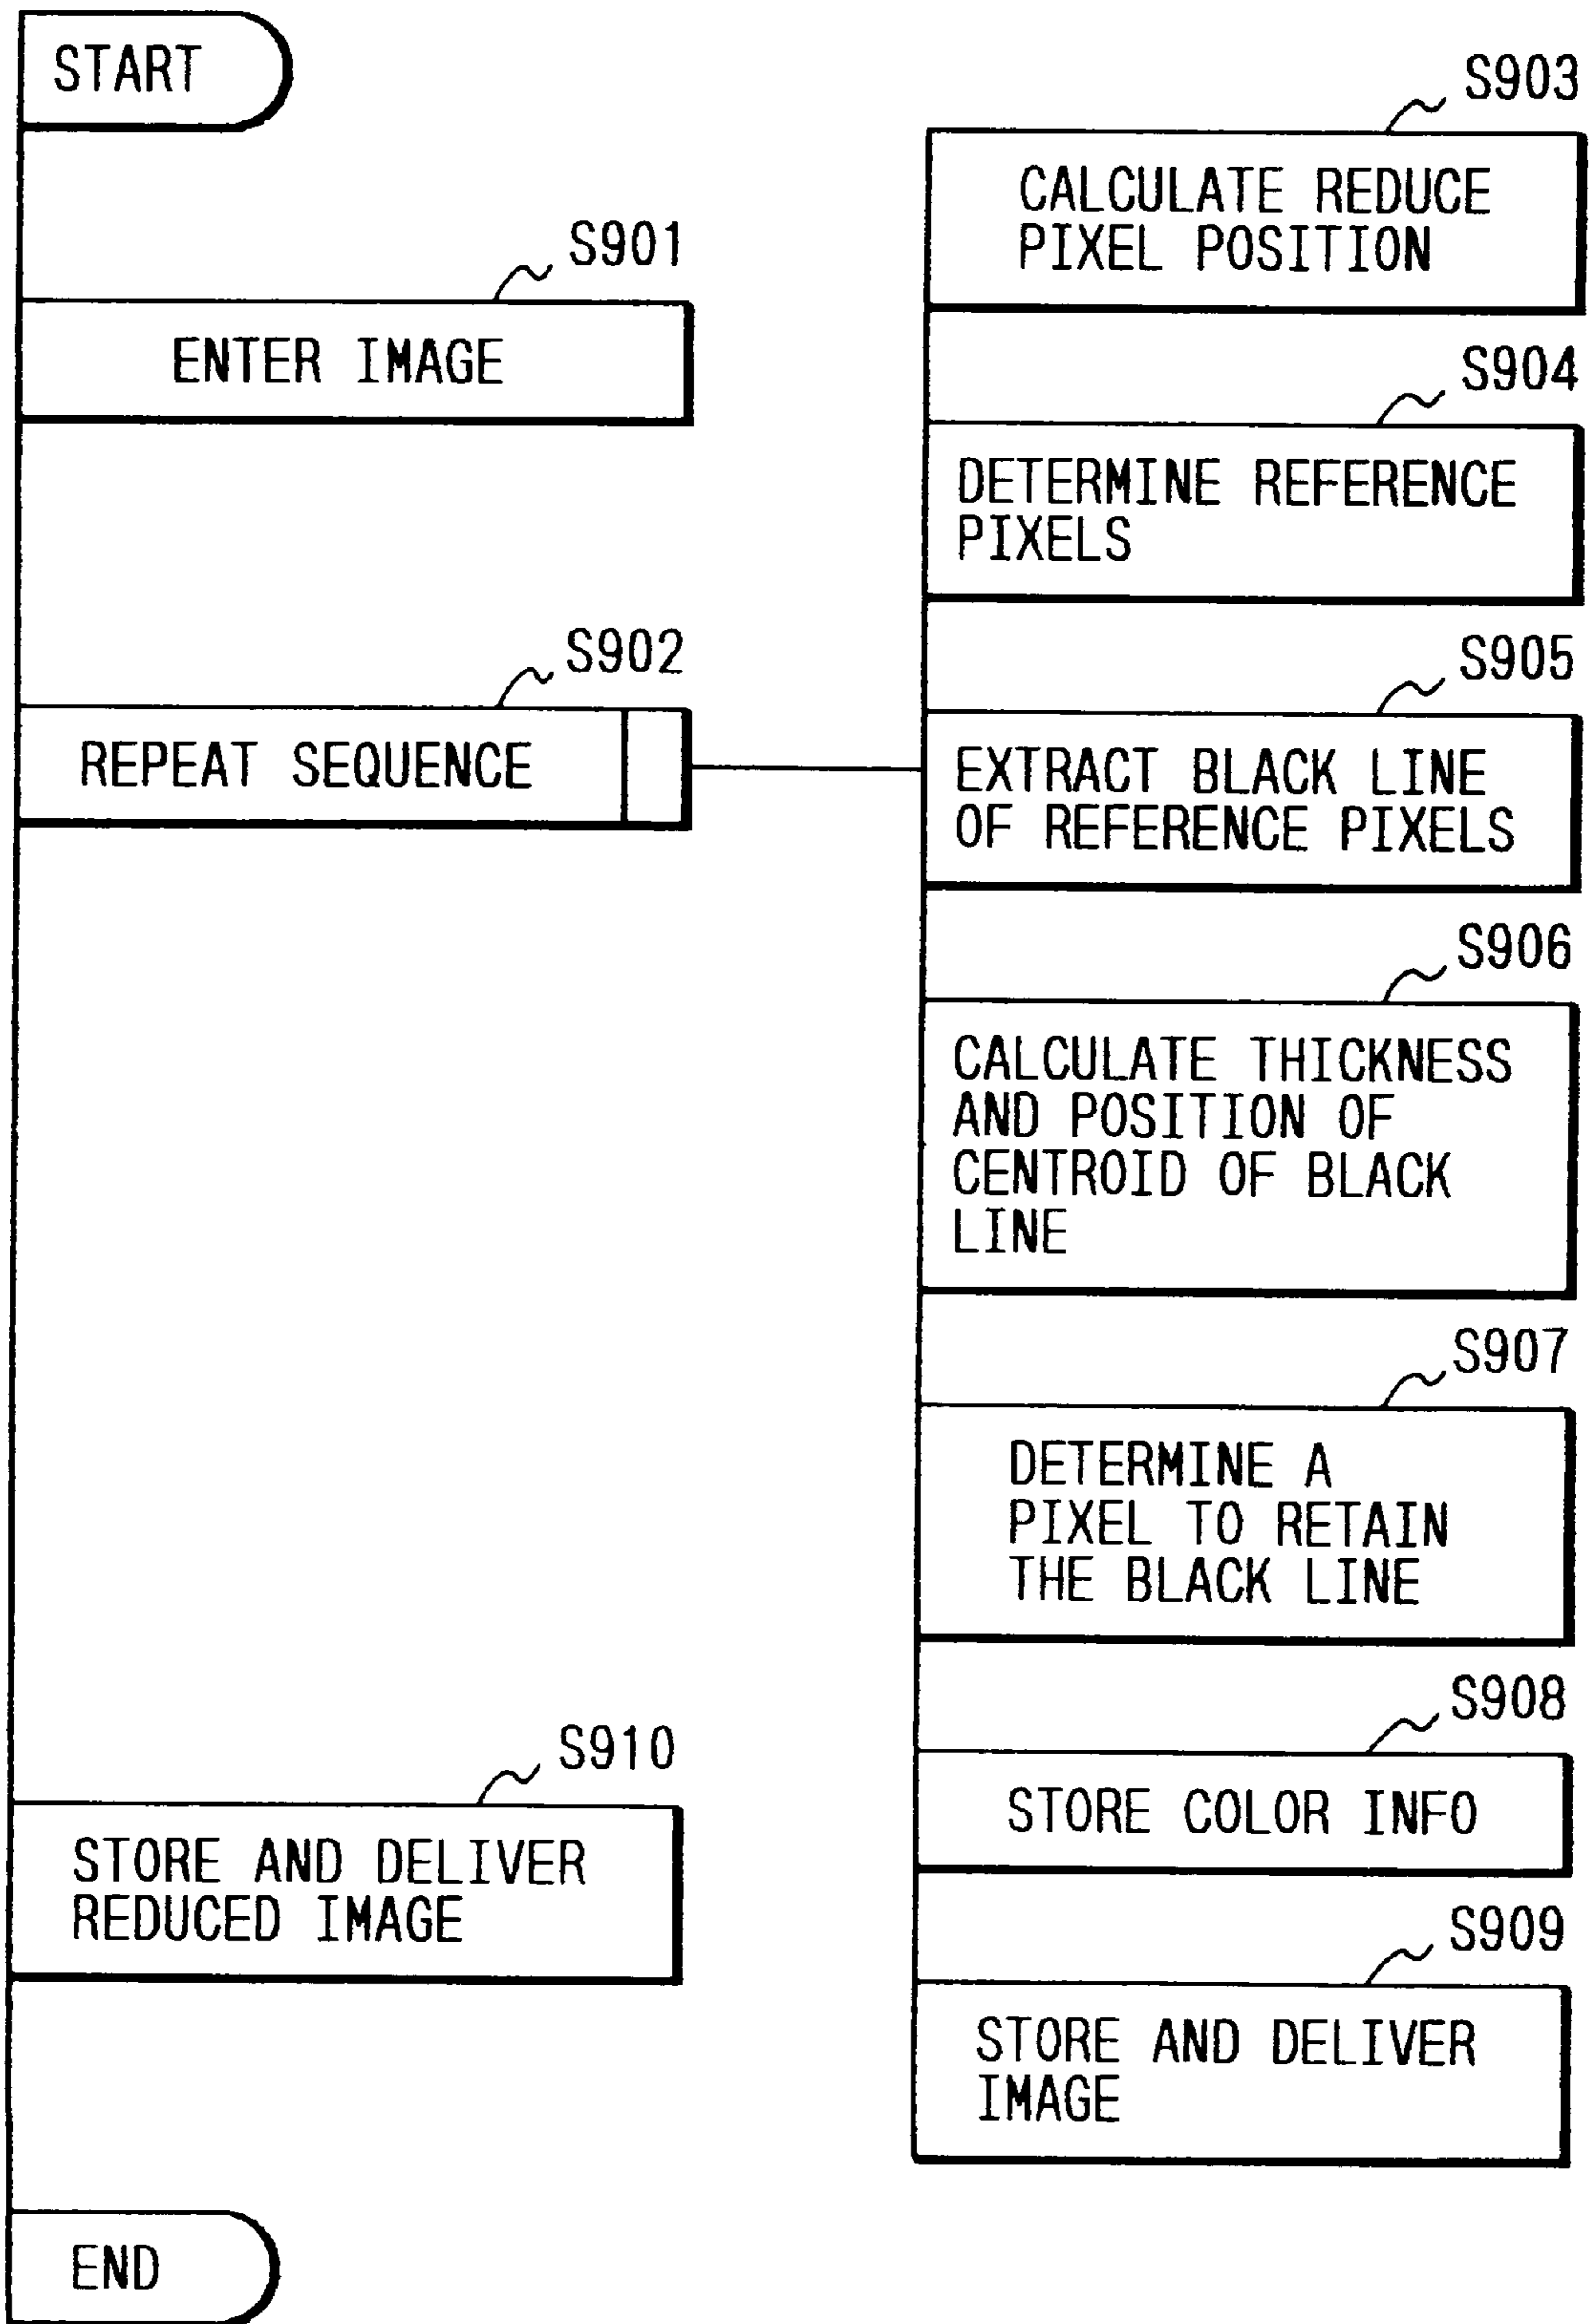 START
S901
ENTER IMAGE
S902
REPEAT SEQUENCE
S903
CALCULATE REDUCE
PIXEL POSITION
S904
DETERMINE REFERENCE
PIXELS
S905
EXTRACT BLACK LINE
OF REFERENCE PIXELS
S906
CALCULATE THICKNESS
AND POSITION OF
CENTROID OF BLACK
LINE
S907
DETERMINE A
PIXEL TO RETAIN
THE BLACK LINE
S908
STORE COLOR INFO
S909
STORE AND DELIVER
IMAGE
S910
STORE AND DELIVER
REDUCED IMAGE
END